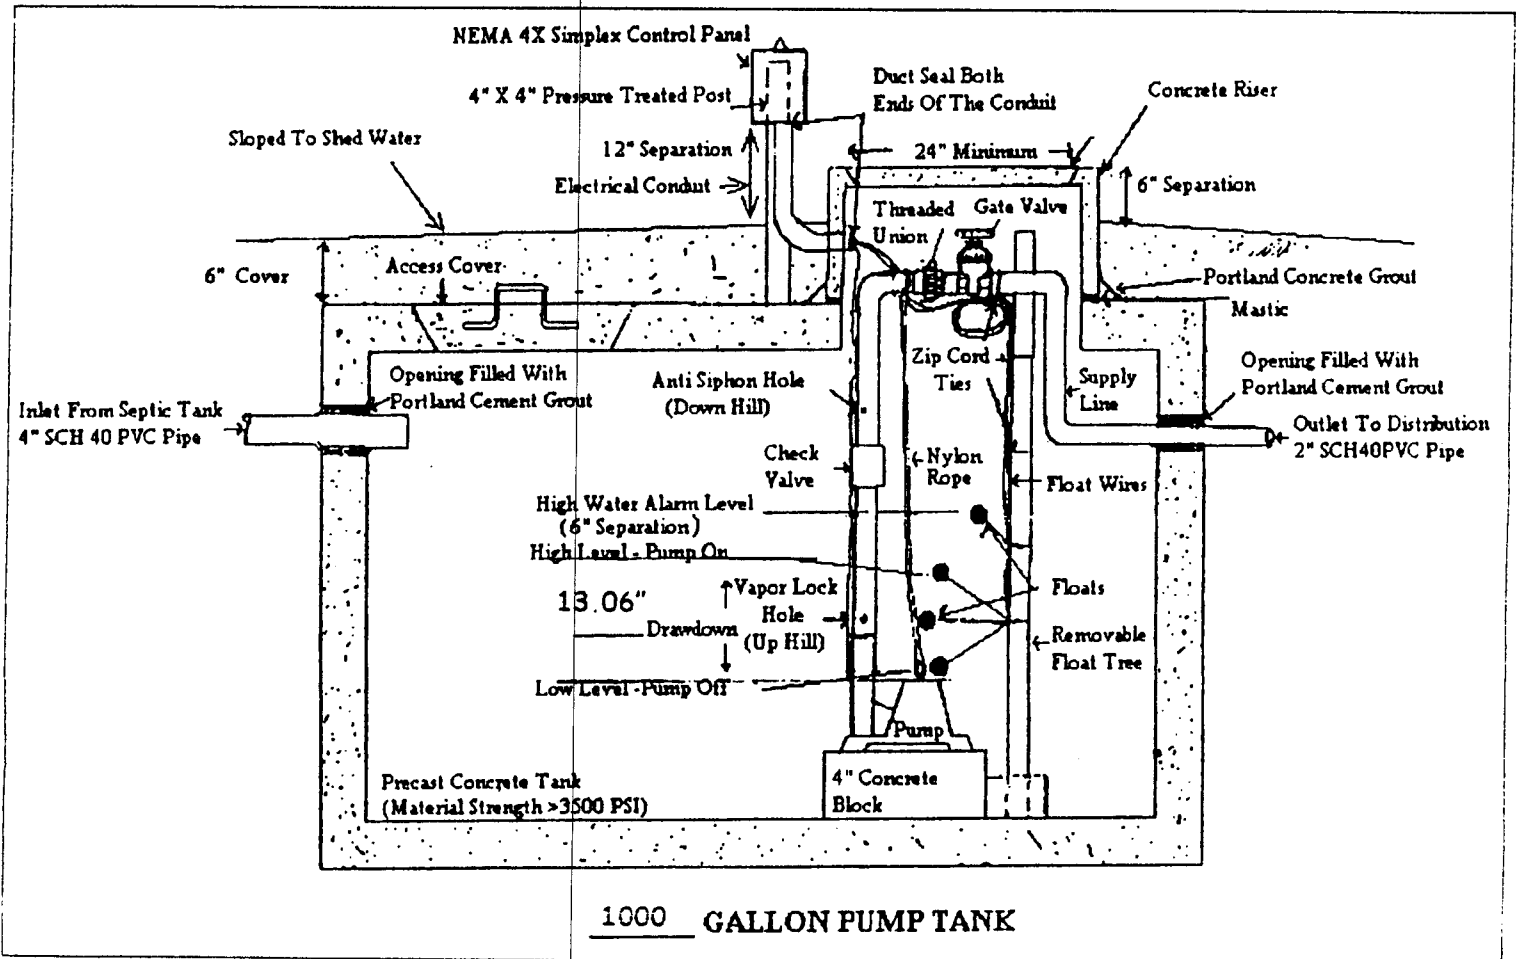 NEMA 4X Simplex Control Panel
4" X 4" Pressure Treated Post
Duct Seal Both
Ends Of The Conduit
Concrete Riser
Sloped To Shed Water
12" Separation
24" Minimum
Electrical Conduit
6" Separation
Threaded
Union
Gate Valve
6" Cover
Access Cover
Portland Concrete Grout
Mastic
Opening Filled With
Portland Cement Grout
Anti Siphon Hole
(Down Hill)
Zip Cord
Ties
Supply
Line
Opening Filled With
Portland Cement Grout
Inlet From Septic Tank
4" SCH 40 PVC Pipe
Outlet To Distribution
2" SCH40PVC Pipe
Check
Valve
Nylon
Rope
Float Wires
High Water Alarm Level
(6" Separation)
High Level - Pump On
13.06"
Drawdown
Vapor Lock
Hole
(Up Hill)
Floats
Removable
Float Tree
Low Level - Pump Off
Pump
Precast Concrete Tank
(Material Strength >3500 PSI)
4" Concrete
Block
1000 GALLON PUMP TANK